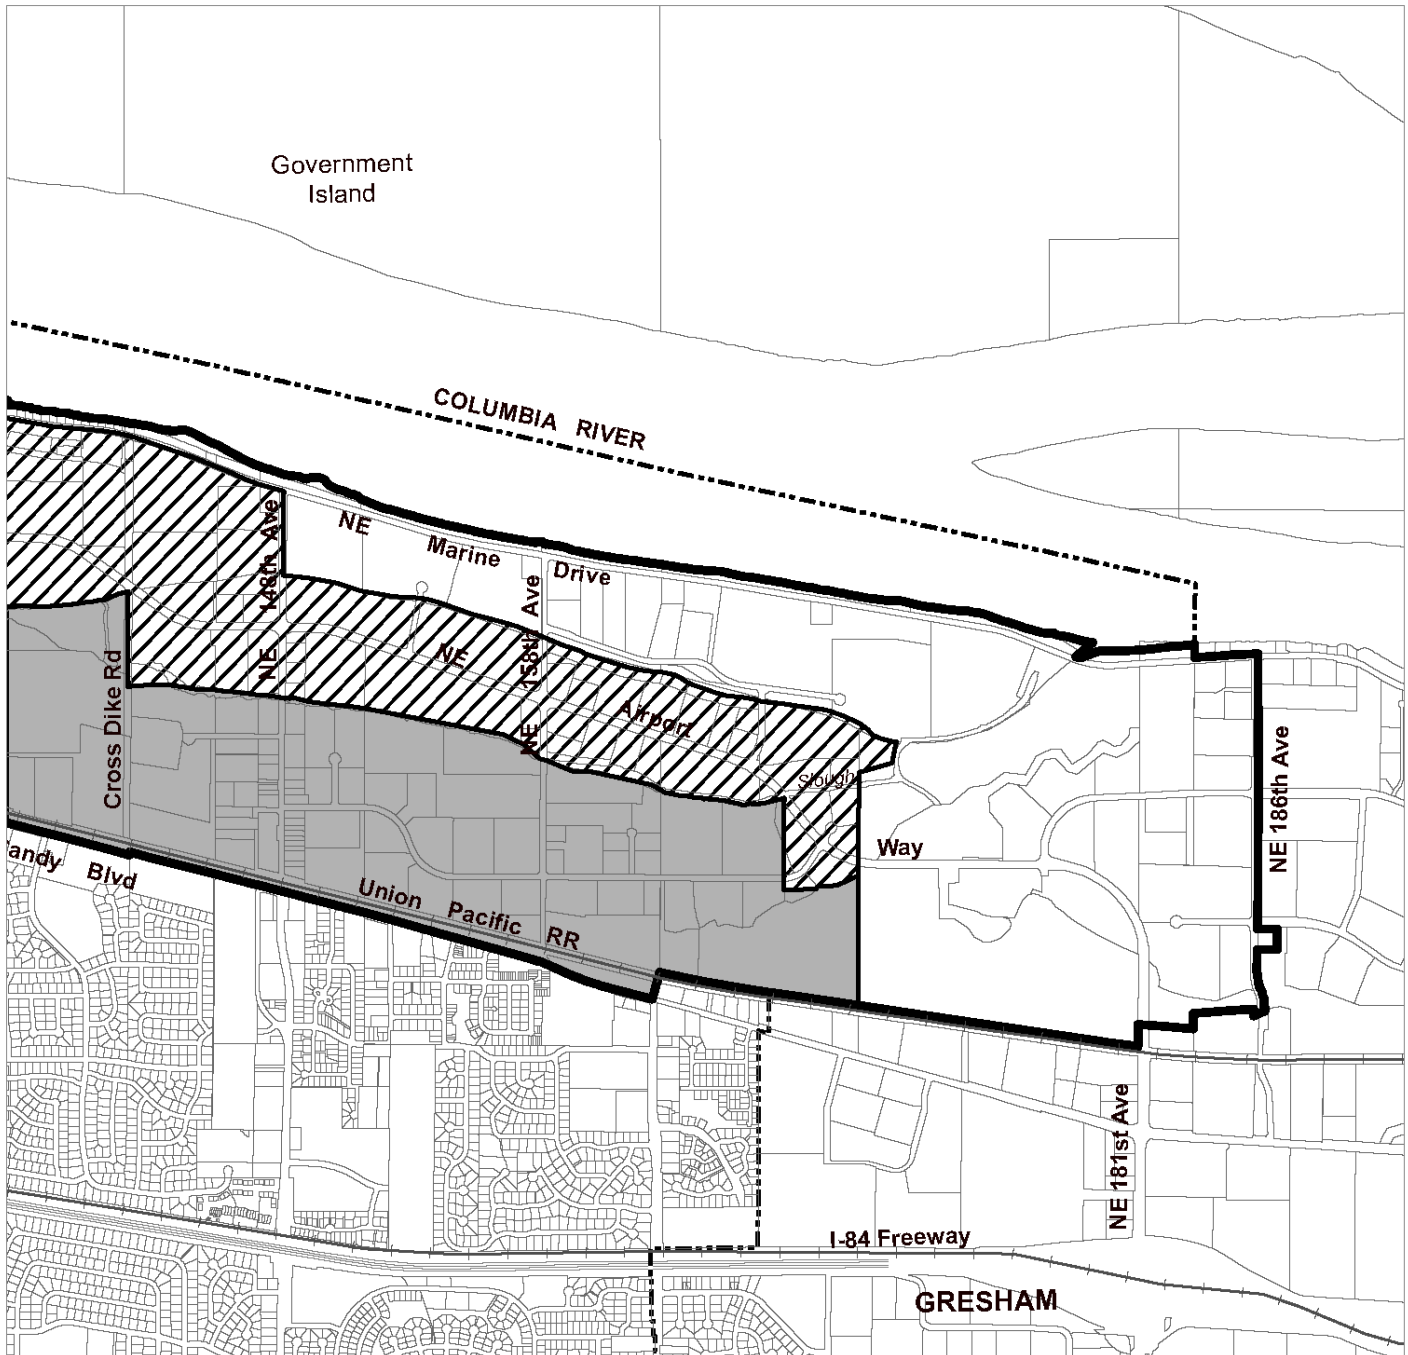 Government
Island
COLUMBIA RIVER
NE Marine Drive
NE 148th Ave
NE 158th Ave
NE Airport Way
Cross Dike Rd
Slough
NE 186th Ave
Blvd
Union Pacific RR
NE 181st Ave
I-84 Freeway
GRESHAM